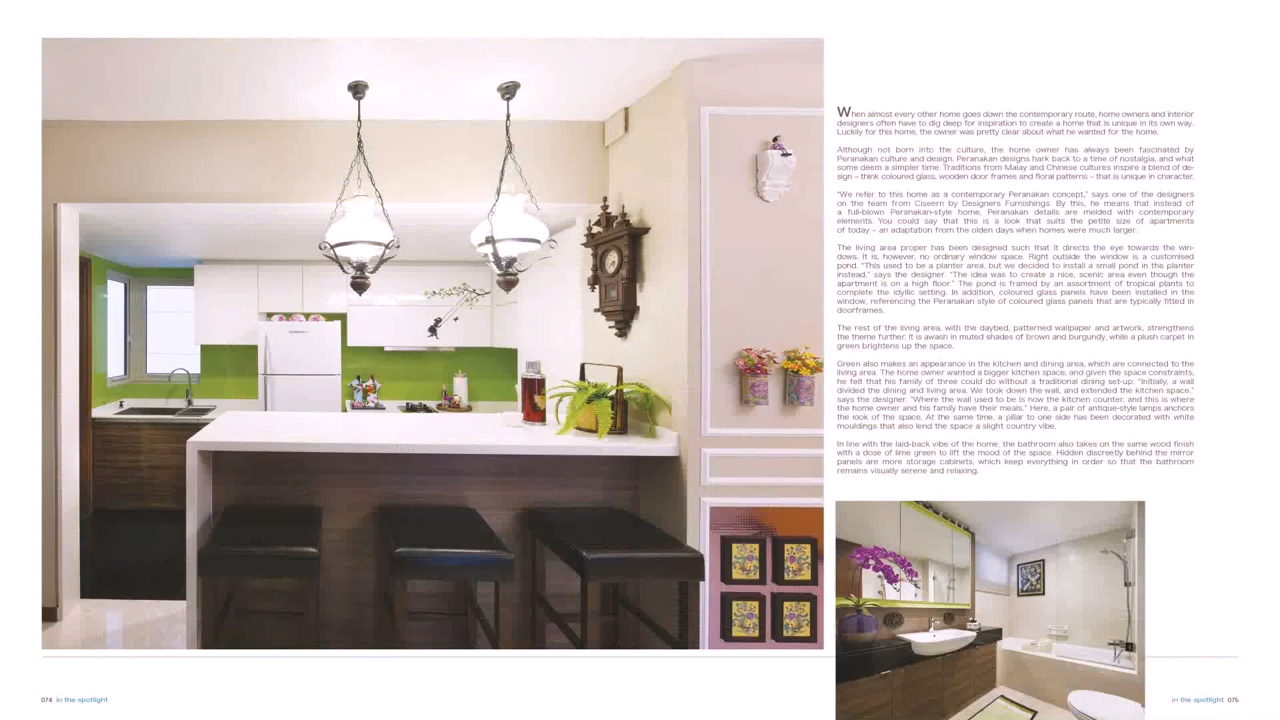 When almost every other home goes down the contemporary route, home owners and interior
designers often have to dig deep for inspiration to create a home that is unique in its own way.
Luckily for this home, the owner was pretty clear about what he wanted for the home.
Although not born into the culture, the home owner has always been fascinated by
Peranakan culture and design. Peranakan designs hark back to a time of nostalgia, and what
some deem a simpler time. Traditions from Malay and Chinese cultures inspire a blend of de-
sign – think coloured glass, wooden door frames and floral patterns – that is unique in character.
“We refer to this home as a contemporary Peranakan concept,” says one of the designers
on the team from Ciseern by Designers Furnishings. By this, he means that instead of
a full-blown Peranakan-style home, Peranakan details are melded with contemporary
elements. You could say that this is a look that suits the petite size of apartments
of today – an adaptation from the olden days when homes were much larger.
The living area proper has been designed such that it directs the eye towards the win-
dows. It is, however, no ordinary window space. Right outside the window is a customised
pond. “This used to be a planter area, but we decided to install a small pond in the planter
instead,” says the designer. “The idea was to create a nice, scenic area even though the
apartment is on a high floor.” The pond is framed by an assortment of tropical plants to
complete the idyllic setting. In addition, coloured glass panels have been installed in the
window, referencing the Peranakan style of coloured glass panels that are typically fitted in
doorframes.
The rest of the living area, with the daybed, patterned wallpaper and artwork, strengthens
the theme further. It is awash in muted shades of brown and burgundy, while a plush carpet in
green brightens up the space.
Green also makes an appearance in the kitchen and dining area, which are connected to the
living area. The home owner wanted a bigger kitchen space, and given the space constraints,
he felt that his family of three could do without a traditional dining set-up. “Initially, a wall
divided the dining and living area. We took down the wall, and extended the kitchen space,”
says the designer. “Where the wall used to be is now the kitchen counter, and this is where
the home owner and his family have their meals.” Here, a pair of antique-style lamps anchors
the look of the space. At the same time, a pillar to one side has been decorated with white
mouldings that also lend the space a slight country vibe.
In line with the laid-back vibe of the home, the bathroom also takes on the same wood finish
with a dose of lime green to lift the mood of the space. Hidden discreetly behind the mirror
panels are more storage cabinets, which keep everything in order so that the bathroom
remains visually serene and relaxing.
074 in the spotlight
in the spotlight 075